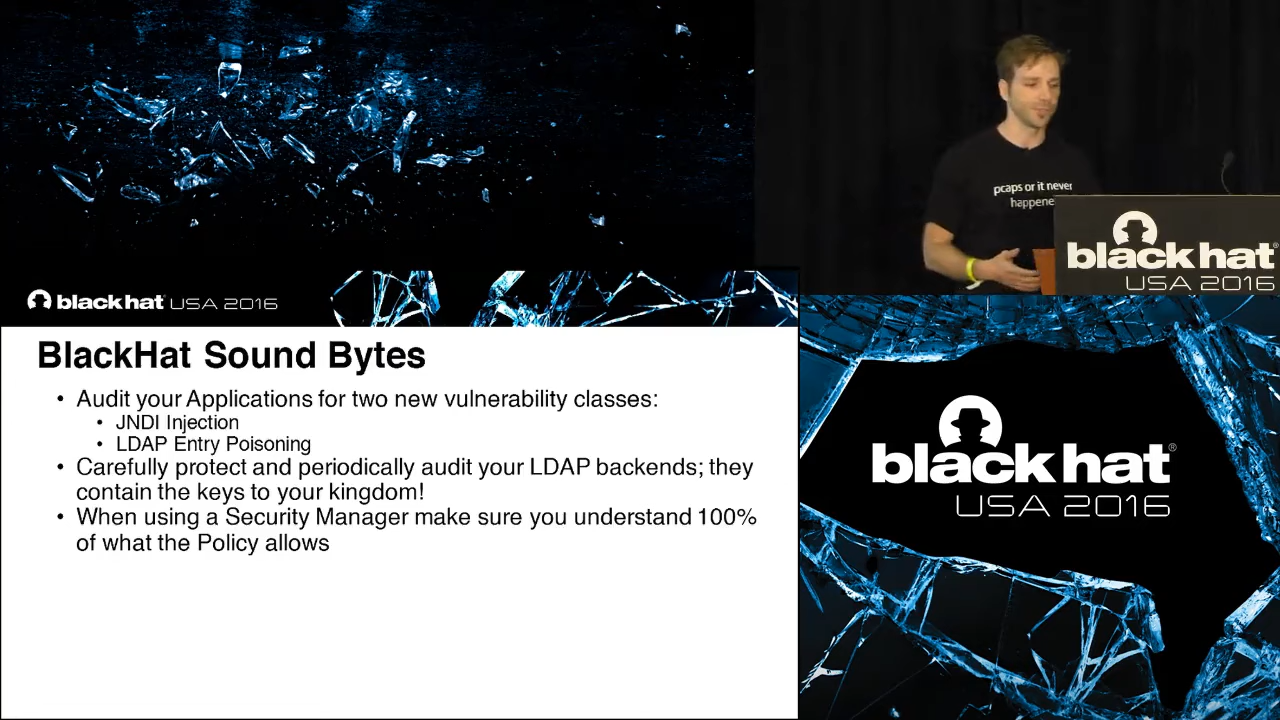 pcaps or it never
happene
black hat®
USA 2016
black hat USA 2016
BlackHat Sound Bytes
• Audit your Applications for two new vulnerability classes:
• JNDI Injection
• LDAP Entry Poisoning
• Carefully protect and periodically audit your LDAP backends; they
contain the keys to your kingdom!
• When using a Security Manager make sure you understand 100%
of what the Policy allows
black hat®
USA 2016